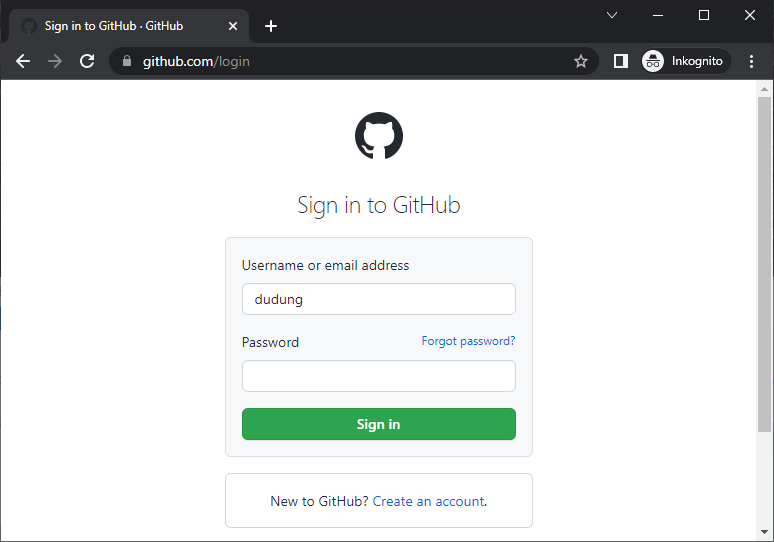 Sign in to GitHub · GitHub
github.com/login
Inkognito
Sign in to GitHub
Username or email address
dudung
Password Forgot password?
Sign in
New to GitHub? Create an account.